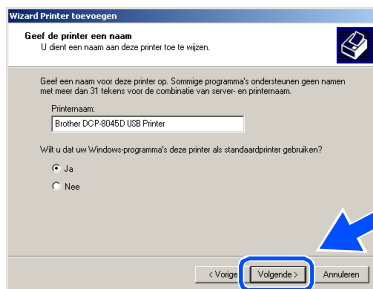 Wizard Printer toevoegen
Geef de printer een naam
U dient een naam aan deze printer toe te wijzen.
Geef een naam voor deze printer op. Sommige programma's ondersteunen geen namen
met meer dan 31 tekens voor de combinatie van server- en printernaam.
Printernaam:
Brother DCP-8045D USB Printer
Wilt u dat uw Windows-programma's deze printer als standaardprinter gebruiken?
Ja
Nee
< Vorige
Volgende >
Annuleren